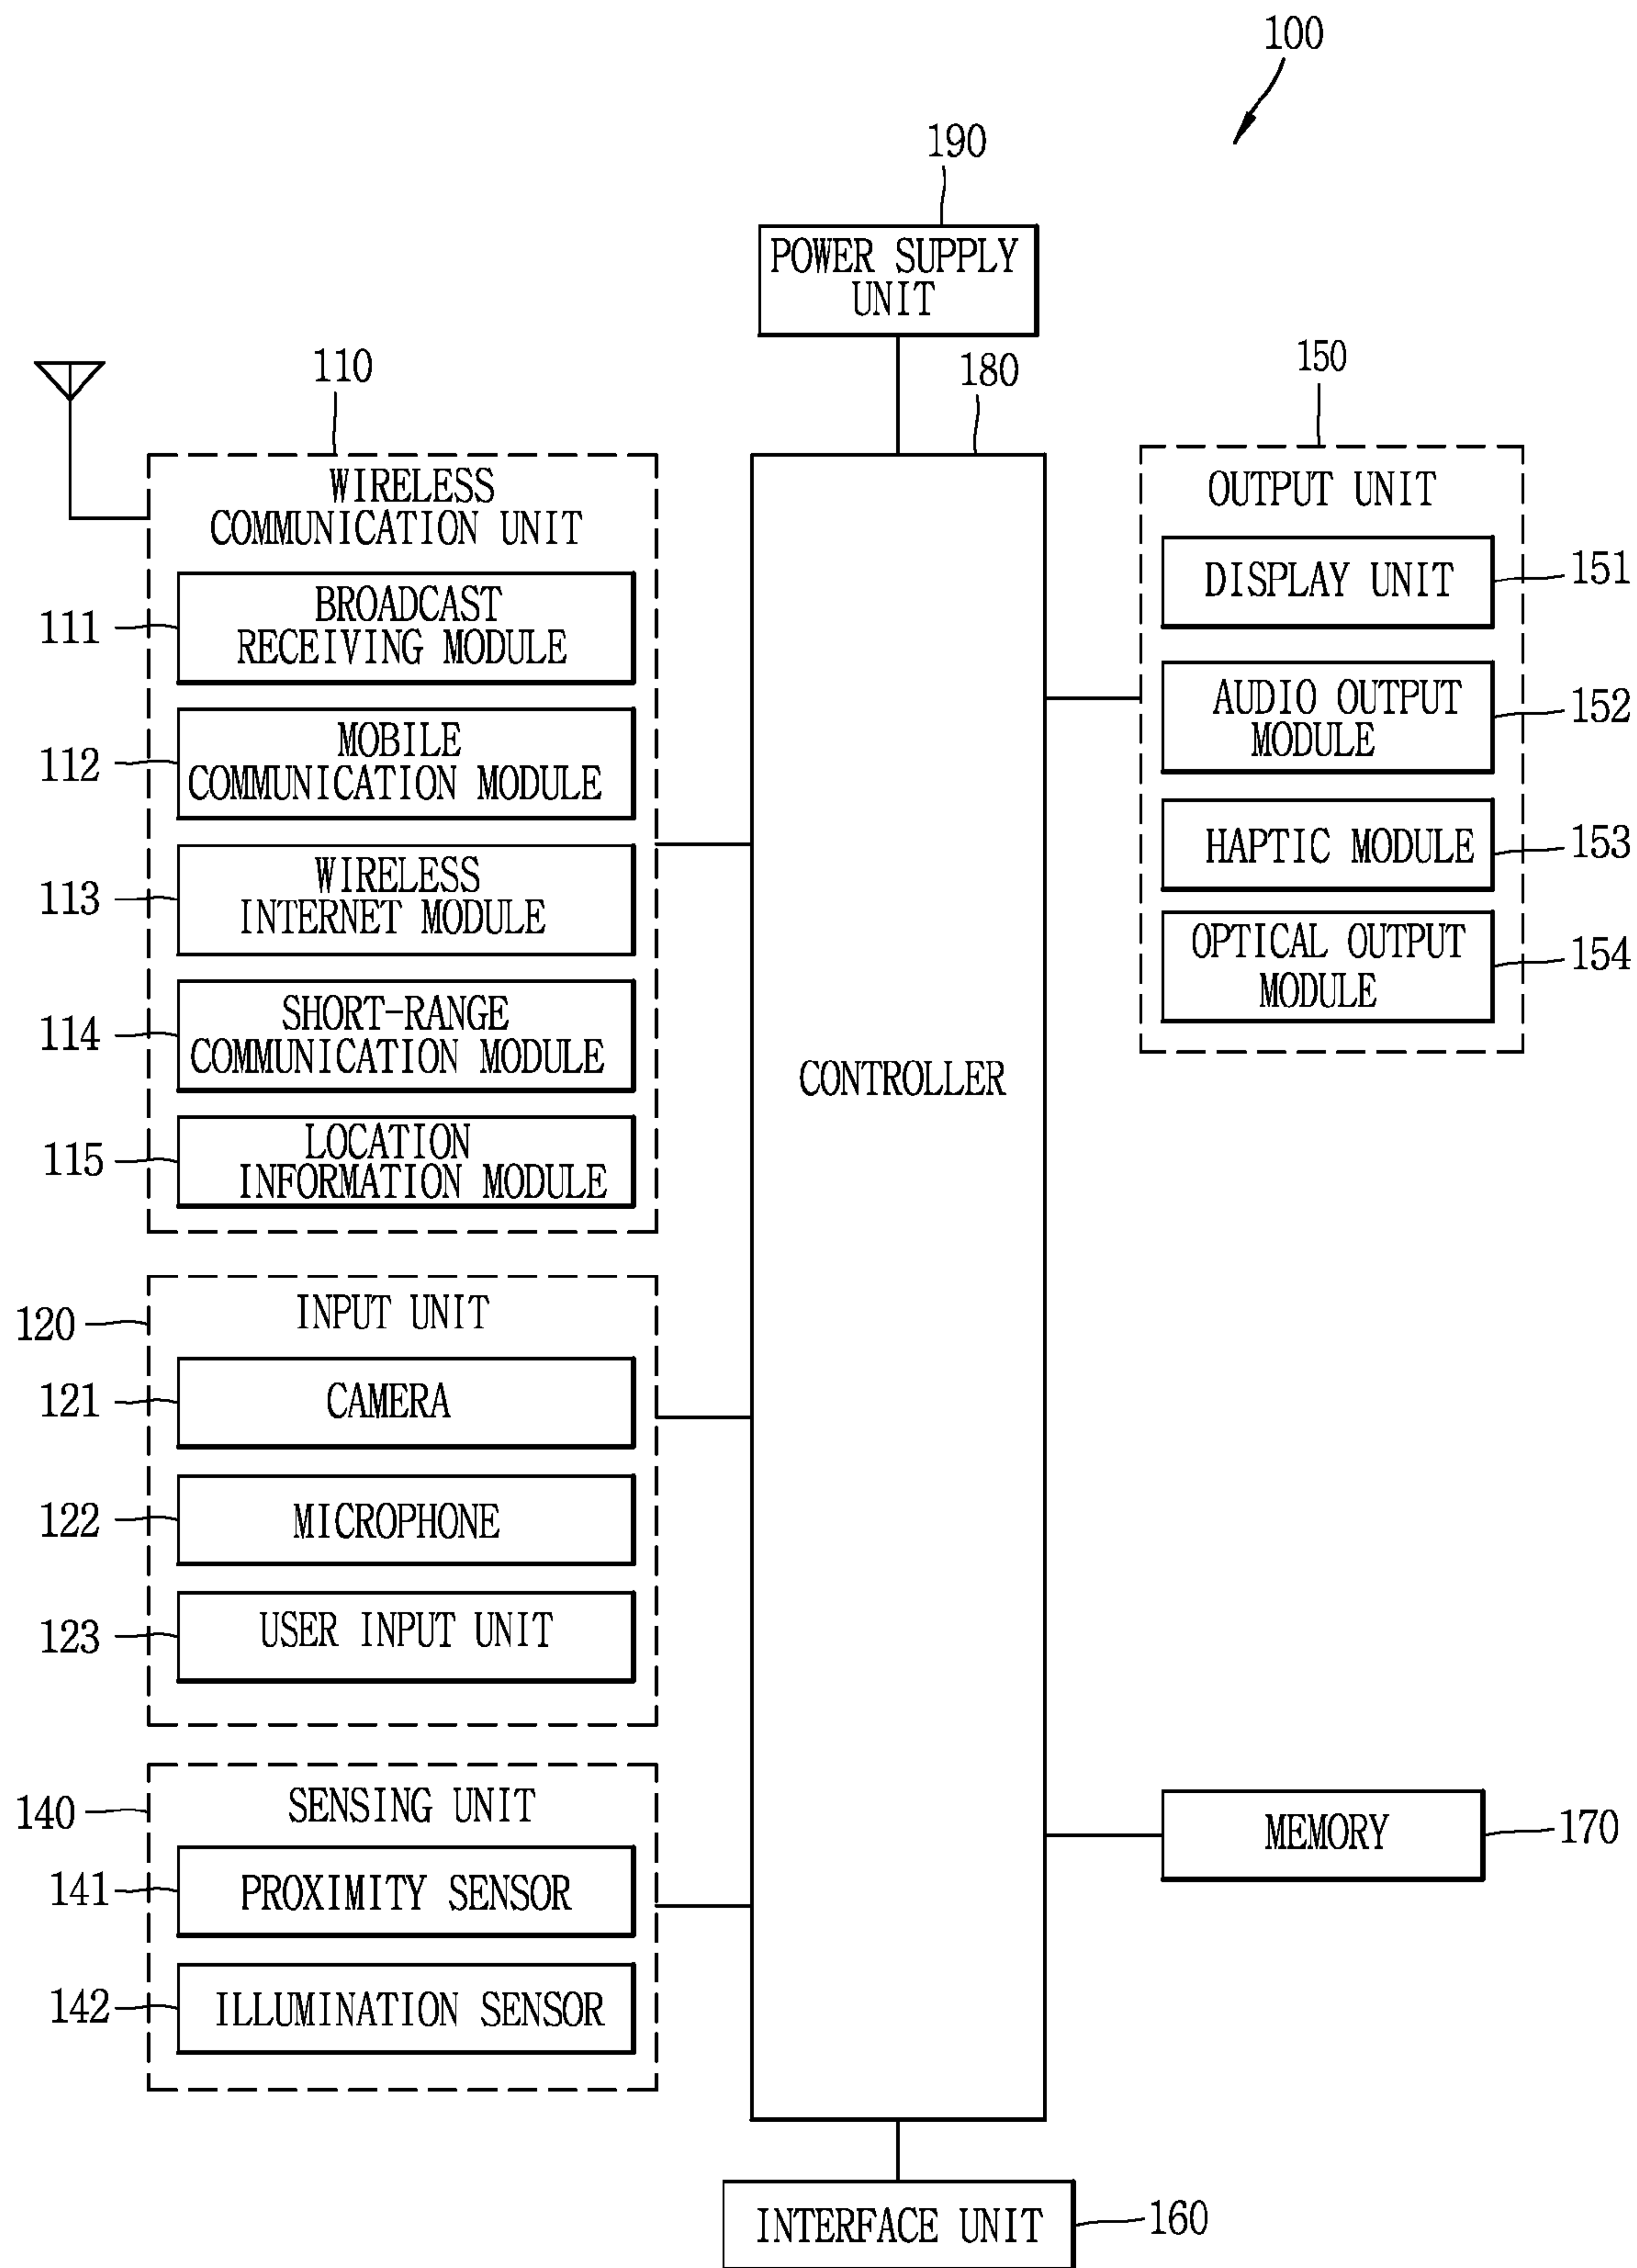 100
190
POWER SUPPLY
UNIT
110
180
150
WIRELESS
COMMUNICATION UNIT
111
BROADCAST
RECEIVING MODULE
112
MOBILE
COMMUNICATION MODULE
113
WIRELESS
INTERNET MODULE
114
SHORT-RANGE
COMMUNICATION MODULE
115
LOCATION
INFORMATION MODULE
120
INPUT UNIT
121
CAMERA
122
MICROPHONE
123
USER INPUT UNIT
140
SENSING UNIT
141
PROXIMITY SENSOR
142
ILLUMINATION SENSOR
CONTROLLER
OUTPUT UNIT
DISPLAY UNIT
151
AUDIO OUTPUT
MODULE
152
HAPTIC MODULE
153
OPTICAL OUTPUT
MODULE
154
MEMORY
170
INTERFACE UNIT
160